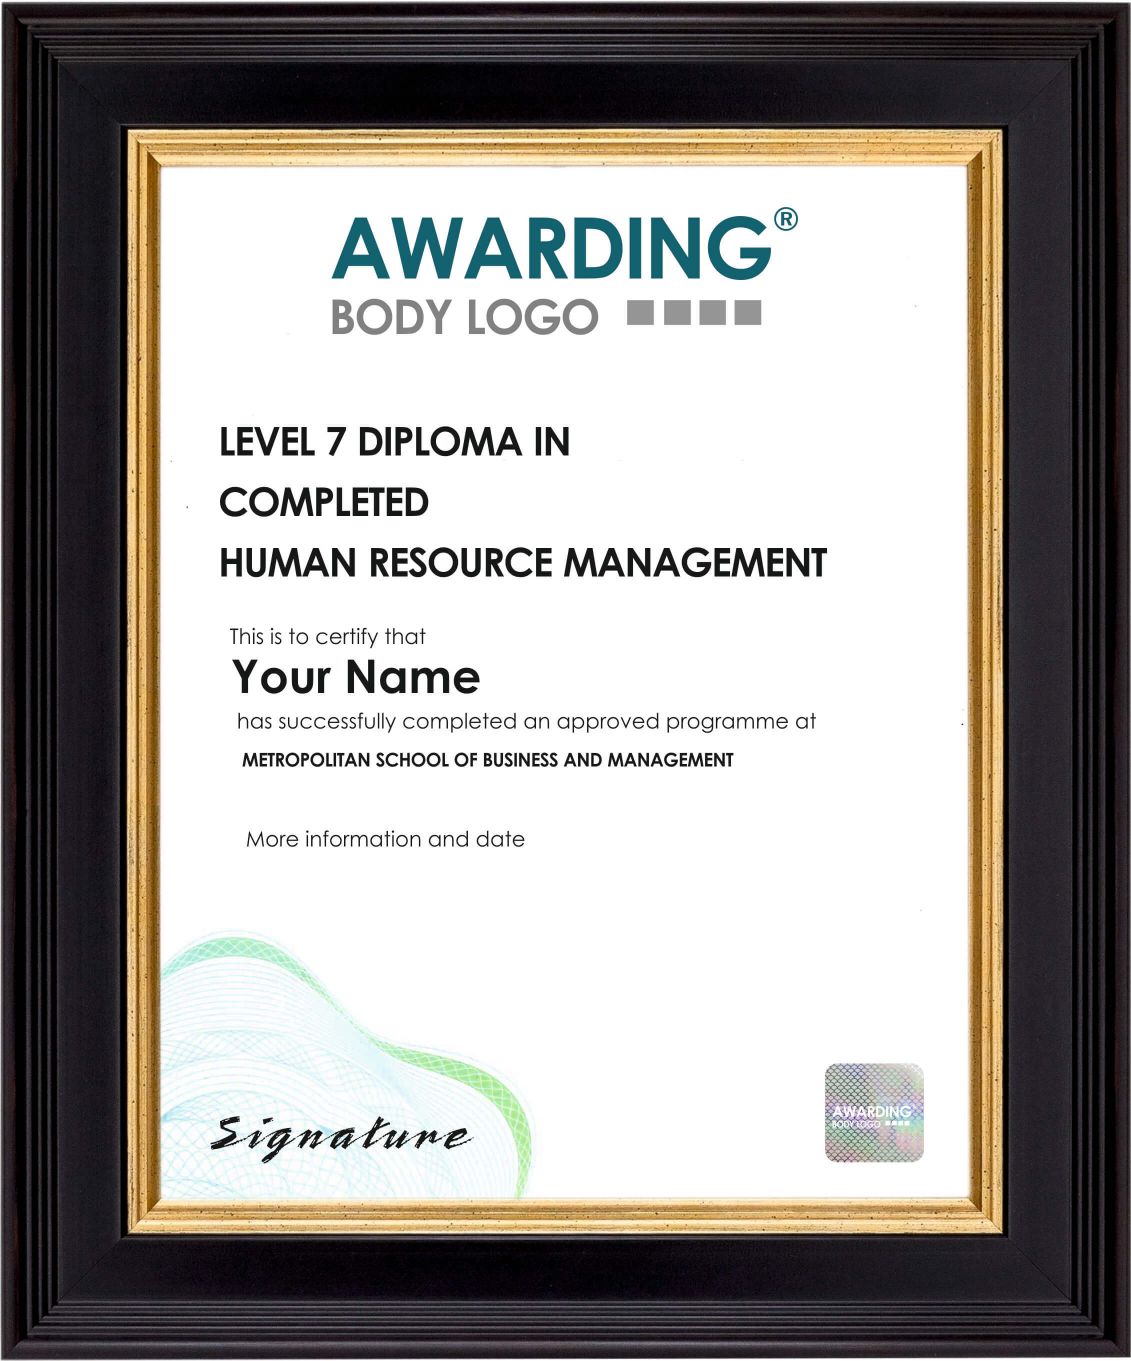 AWARDING®
BODY LOGO
LEVEL 7 DIPLOMA IN
COMPLETED
HUMAN RESOURCE MANAGEMENT
This is to certify that
Your Name
has successfully completed an approved programme at
METROPOLITAN SCHOOL OF BUSINESS AND MANAGEMENT
More information and date
Signature
AWARDING
BODY LOGO